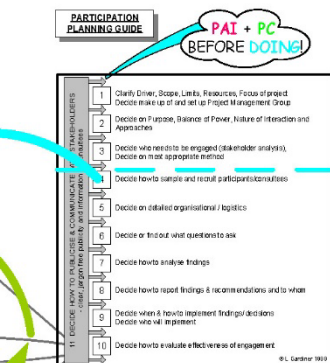 PARTICIPATION
PLANNING GUIDE
PAI + PC
BEFORE DOING!
11 DECIDE HOW TO PUBLICISE & COMMUNICATE AT STAKEHOLDERS
- clear, jargon free publicity and information
1 Clarify Driver, Scope, Limits, Resources, Focus of project
Decide make up of and set up Project Management Group
2 Decide on Purpose, Balance of Power, Nature of Interaction and
Approaches
3 Decide who needs to be engaged (stakeholder analysis),
Decide on most appropriate method
4 Decide how to sample and recruit participants/consultees
5 Decide on detailed organisational / logistics
6 Decide or find out what questions to ask
7 Decide how to analyse findings
8 Decide how to report findings & recommendations and to whom
9 Decide when & how to implement findings/decisions
Decide who will implement
10 Decide how to evaluate effectiveness of engagement
© L. Gardiner 1999